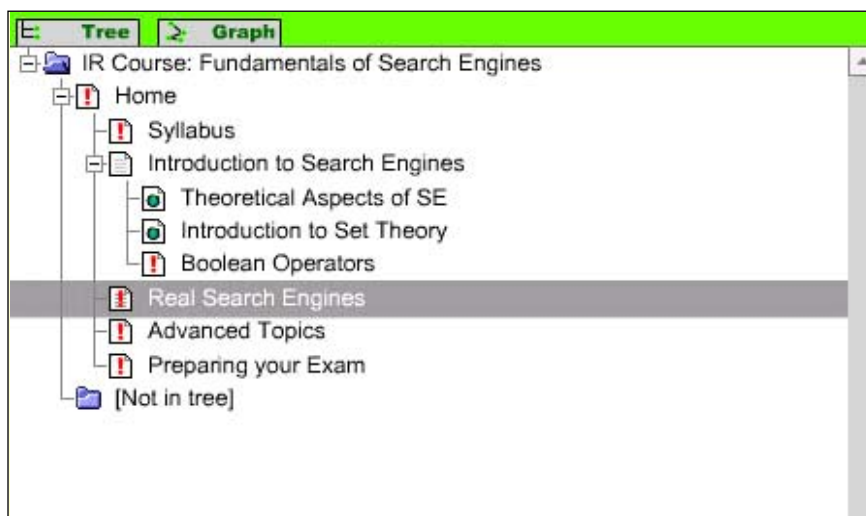 Tree Graph
IR Course: Fundamentals of Search Engines
Home
Syllabus
Introduction to Search Engines
Theoretical Aspects of SE
Introduction to Set Theory
Boolean Operators
Real Search Engines
Advanced Topics
Preparing your Exam
[Not in tree]